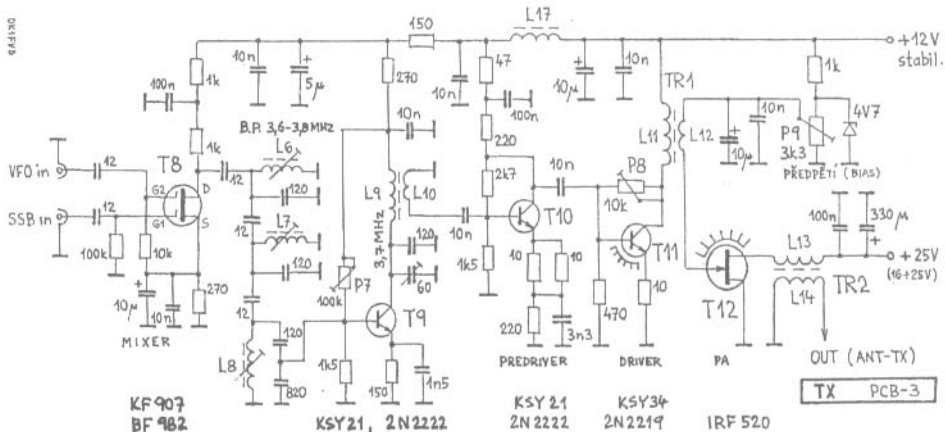 OK1FVD
150
L17
+12V
stabil.
100n
1k
10n
+
5µ
270
10n
47
100n
+
10µ
10n
TR1
1k
4V7
B.P. 3,6-3,8MHz
10n
220
L11
L12
+
10µ
10n
P9
3k3
PŘEDPĚTÍ (BIAS)
VFO in
12
T8
1k
12
L6
120
L9
L10
2k7
10n
P8
10k
G2
D
G1
S
SSB in
12
12
L7
3,7MHz
10n
T10
T11
100n
330µ
+
100k
10k
120
120
60
1k5
10
10
L13
+25V
(16÷25V)
+
10µ
10n
270
12
100k
P7
T9
470
10
T12
L14
TR2
MIXER
L8
120
820
1k5
150
1n5
220
3n3
PREDRIVER
DRIVER
PA
OUT (ANT-TX)
TX PCB-3
KF907
BF982
KSY21, 2N2222
KSY21
2N2222
KSY34
2N2219
IRF520